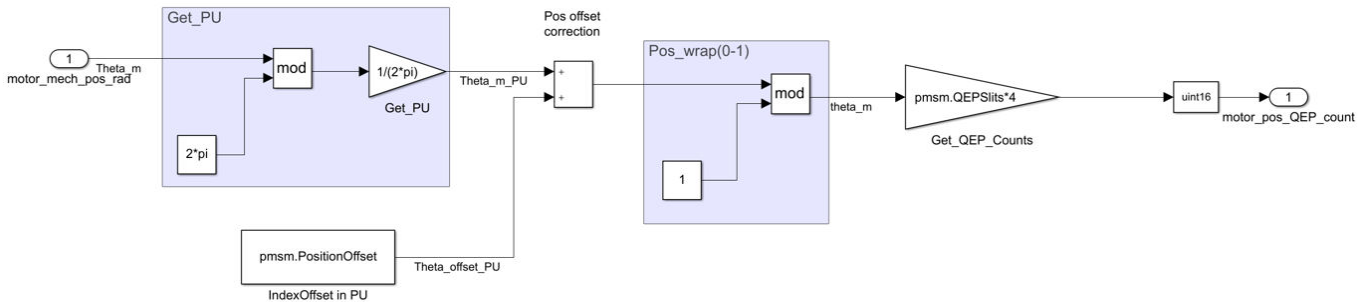 Get_PU
Pos offset
correction
Pos_wrap(0-1)
1
Theta_m
motor_mech_pos_rad
mod
1/(2*pi)
Get_PU
Theta_m_PU
+
+
mod
theta_m
pmsm.QEPSlits*4
Get_QEP_Counts
uint16
1
motor_pos_QEP_count
2*pi
1
pmsm.PositionOffset
Theta_offset_PU
IndexOffset in PU